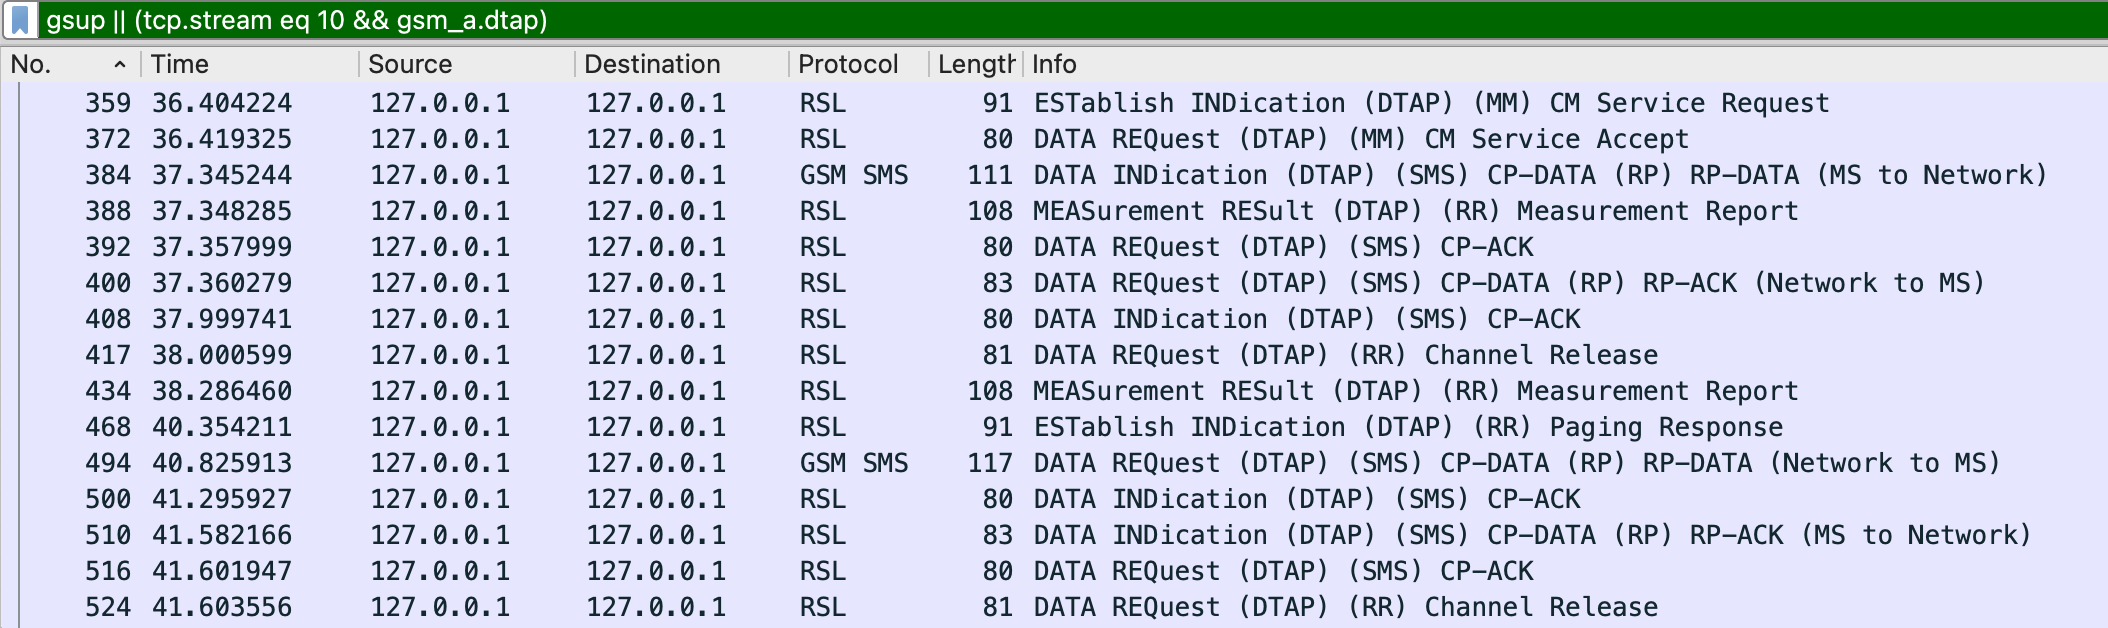 gsup || (tcp.stream eq 10 && gsm_a.dtap)
No. Time Source Destination Protocol Length Info
359 36.404224 127.0.0.1 127.0.0.1 RSL 91 ESTablish INDication (DTAP) (MM) CM Service Request
372 36.419325 127.0.0.1 127.0.0.1 RSL 80 DATA REQuest (DTAP) (MM) CM Service Accept
384 37.345244 127.0.0.1 127.0.0.1 GSM SMS 111 DATA INDication (DTAP) (SMS) CP-DATA (RP) RP-DATA (MS to Network)
388 37.348285 127.0.0.1 127.0.0.1 RSL 108 MEASurement RESult (DTAP) (RR) Measurement Report
392 37.357999 127.0.0.1 127.0.0.1 RSL 80 DATA REQuest (DTAP) (SMS) CP-ACK
400 37.360279 127.0.0.1 127.0.0.1 RSL 83 DATA REQuest (DTAP) (SMS) CP-DATA (RP) RP-ACK (Network to MS)
408 37.999741 127.0.0.1 127.0.0.1 RSL 80 DATA INDication (DTAP) (SMS) CP-ACK
417 38.000599 127.0.0.1 127.0.0.1 RSL 81 DATA REQuest (DTAP) (RR) Channel Release
434 38.286460 127.0.0.1 127.0.0.1 RSL 108 MEASurement RESult (DTAP) (RR) Measurement Report
468 40.354211 127.0.0.1 127.0.0.1 RSL 91 ESTablish INDication (DTAP) (RR) Paging Response
494 40.825913 127.0.0.1 127.0.0.1 GSM SMS 117 DATA REQuest (DTAP) (SMS) CP-DATA (RP) RP-DATA (Network to MS)
500 41.295927 127.0.0.1 127.0.0.1 RSL 80 DATA INDication (DTAP) (SMS) CP-ACK
510 41.582166 127.0.0.1 127.0.0.1 RSL 83 DATA INDication (DTAP) (SMS) CP-DATA (RP) RP-ACK (MS to Network)
516 41.601947 127.0.0.1 127.0.0.1 RSL 80 DATA REQuest (DTAP) (SMS) CP-ACK
524 41.603556 127.0.0.1 127.0.0.1 RSL 81 DATA REQuest (DTAP) (RR) Channel Release